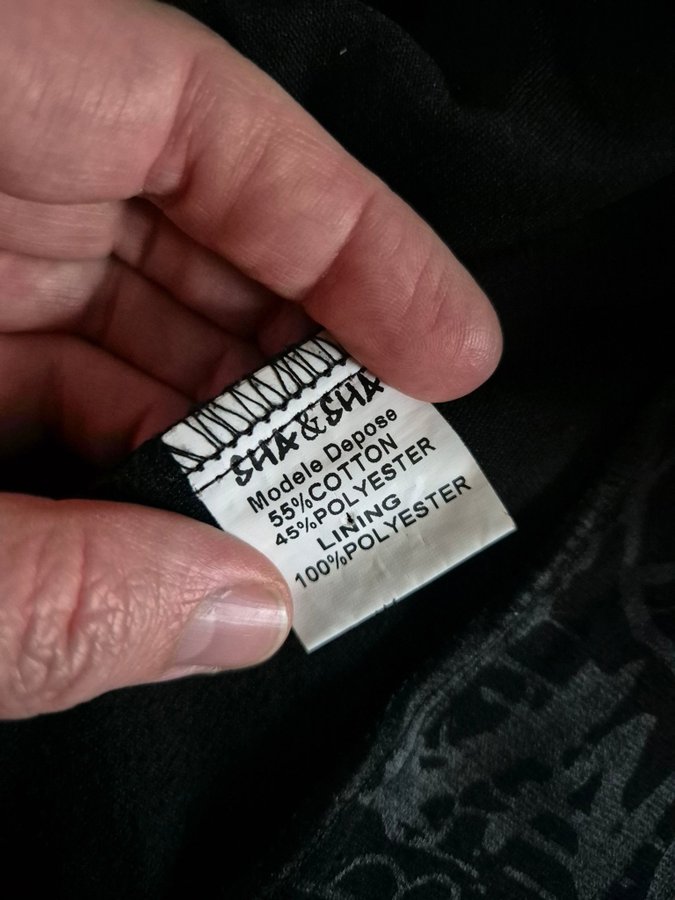 SHA & SHA
Modele Depose
55%COTTON
45%POLYESTER
LINING
100%POLYESTER